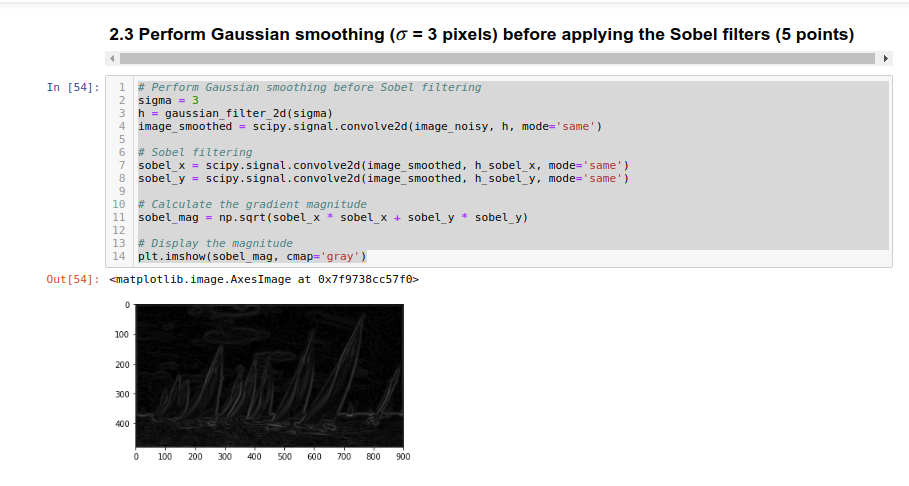 2.3 Perform Gaussian smoothing (σ = 3 pixels) before applying the Sobel filters (5 points)
In [54]:
1 # Perform Gaussian smoothing before Sobel filtering
2 sigma = 3
3 h = gaussian_filter_2d(sigma)
4 image_smoothed = scipy.signal.convolve2d(image_noisy, h, mode='same')
5
6 # Sobel filtering
7 sobel_x = scipy.signal.convolve2d(image_smoothed, h_sobel_x, mode='same')
8 sobel_y = scipy.signal.convolve2d(image_smoothed, h_sobel_y, mode='same')
9
10 # Calculate the gradient magnitude
11 sobel_mag = np.sqrt(sobel_x * sobel_x + sobel_y * sobel_y)
12
13 # Display the magnitude
14 plt.imshow(sobel_mag, cmap='gray')
Out[54]: <matplotlib.image.AxesImage at 0x7f9738cc57f0>
0
100
200
300
400
0 100 200 300 400 500 600 700 800 900